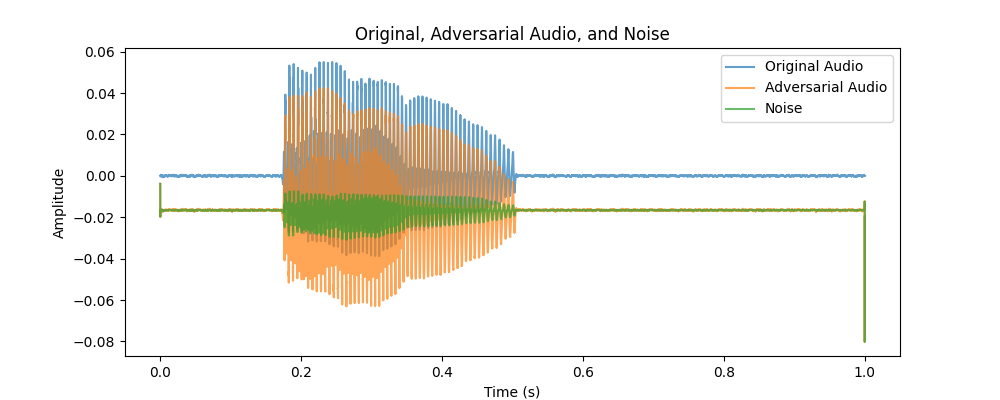 Original, Adversarial Audio, and Noise
Original Audio
Adversarial Audio
Noise
Amplitude
0.06
0.04
0.02
0.00
−0.02
−0.04
−0.06
−0.08
0.0 0.2 0.4 0.6 0.8 1.0
Time (s)